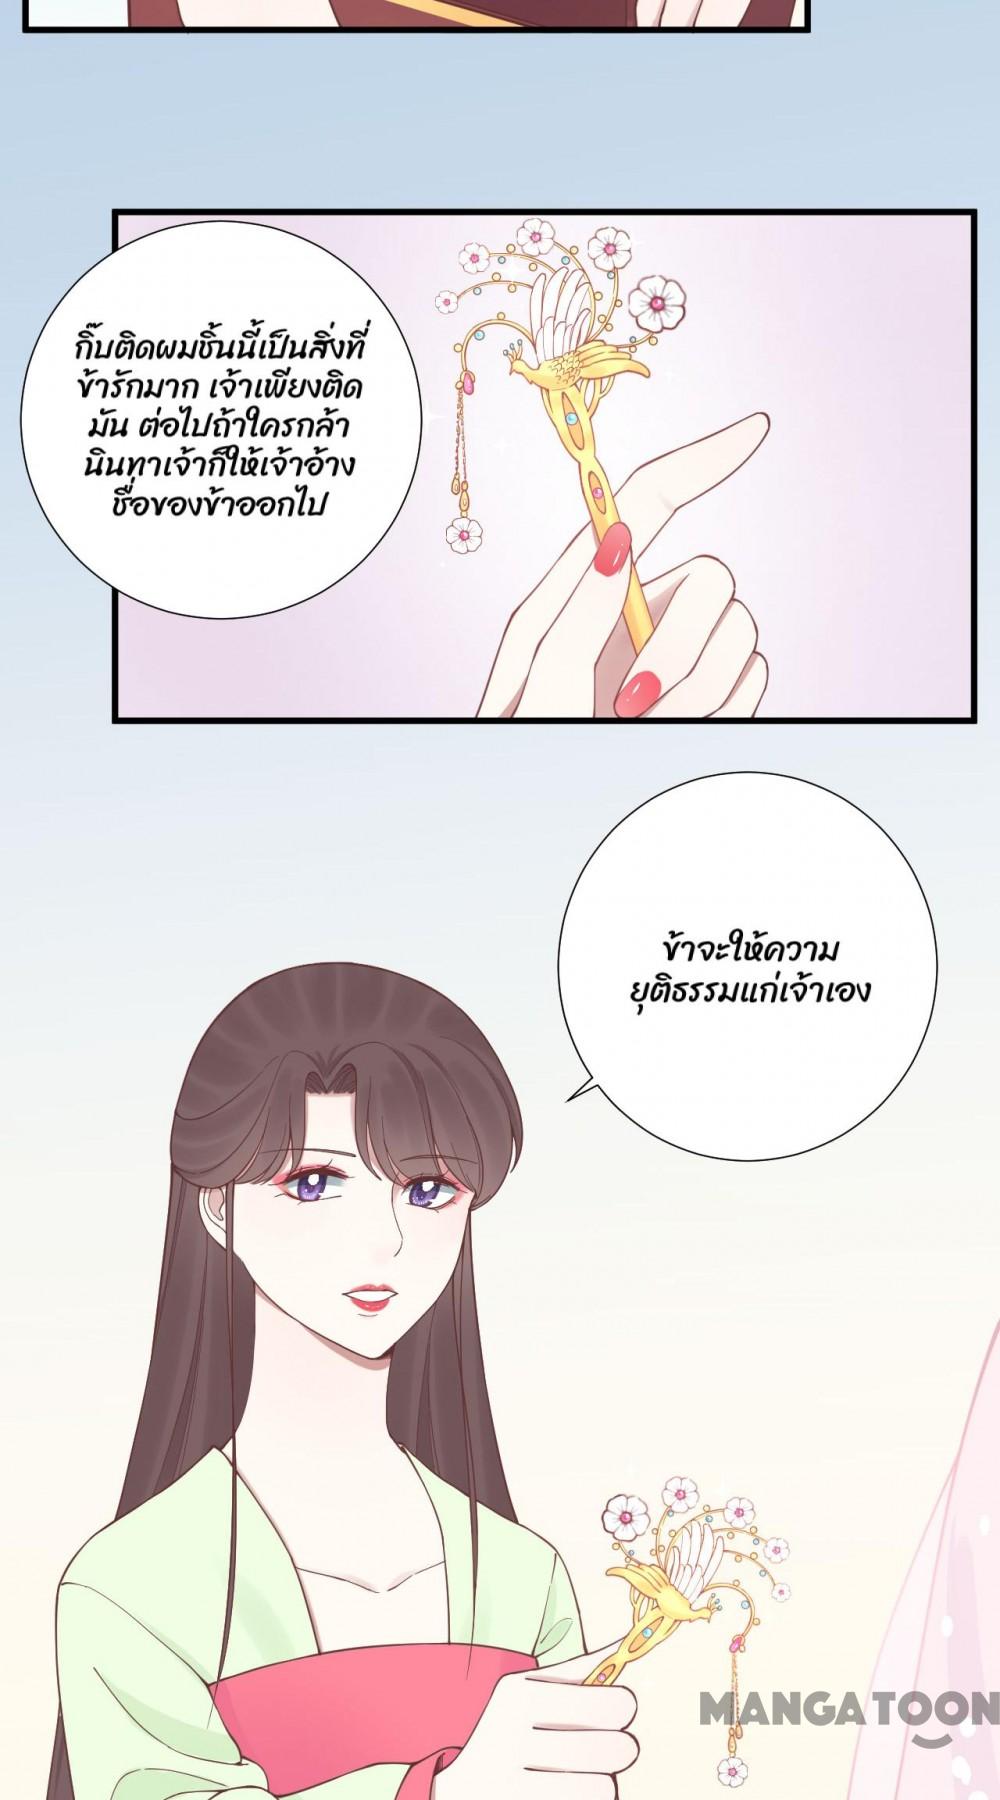 กิ๊บติดผมชิ้นนี้เป็นสิ่งที่
ข้ารักมาก เจ้าเพียงติด
มัน ต่อไปถ้าใครกล้า
นินทาเจ้าก็ให้เจ้าอ้าง
ชื่อของข้าออกไป
ข้าจะให้ความ
ยุติธรรมแก่เจ้าเอง
MANGATOON